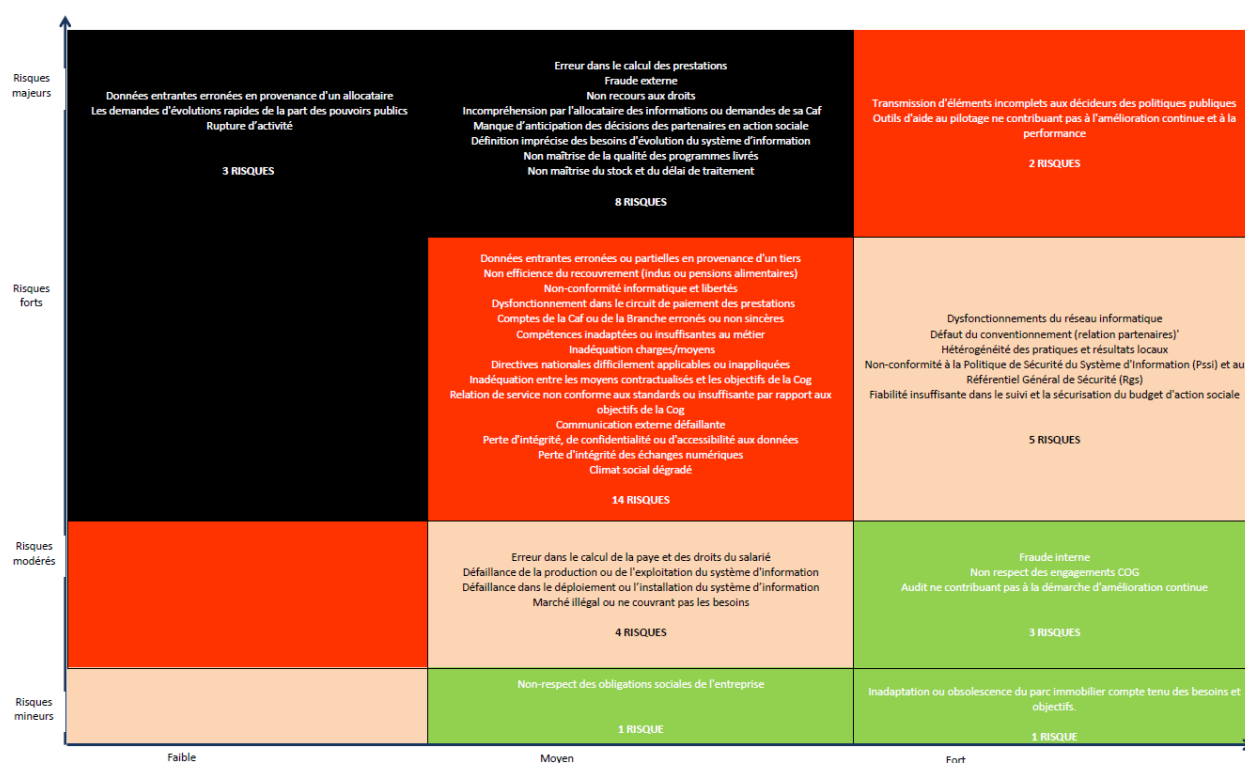 Risques
majeurs
Données entrantes erronées en provenance d'un allocataire
Les demandes d'évolutions rapides de la part des pouvoirs publics
Rupture d'activité
3 RISQUES
Erreur dans le calcul des prestations
Fraude externe
Non recours aux droits
Incompréhension par l'allocataire des informations ou demandes de sa Caf
Manque d'anticipation des décisions des partenaires en action sociale
Définition imprécise des besoins d'évolution du système d'information
Non maîtrise de la qualité des programmes livrés
Non maîtrise du stock et du délai de traitement
8 RISQUES
Transmission d'éléments incomplets aux décideurs des politiques publiques
Outils d'aide au pilotage ne contribuant pas à l'amélioration continue et à la
performance
2 RISQUES
Risques
forts
Données entrantes erronées ou partielles en provenance d'un tiers
Non efficience du recouvrement (indus ou pensions alimentaires)
Non-conformité informatique et libertés
Dysfonctionnement dans le circuit de paiement des prestations
Comptes de la Caf ou de la Branche erronés ou non sincères
Compétences inadaptées ou insuffisantes au métier
Inadéquation charges/moyens
Directives nationales difficilement applicables ou inappliquées
Inadéquation entre les moyens contractualisés et les objectifs de la Cog
Relation de service non conforme aux standards ou insuffisante par rapport aux
objectifs de la Cog
Communication externe défaillante
Perte d'intégrité, de confidentialité ou d'accessibilité aux données
Perte d'intégrité des échanges numériques
Climat social dégradé
14 RISQUES
Dysfonctionnements du réseau informatique
Défaut du conventionnement (relation partenaires)'
Hétérogénéité des pratiques et résultats locaux
Non-conformité à la Politique de Sécurité du Système d'Information (Pssi) et au
Référentiel Général de Sécurité (Rgs)
Fiabilité insuffisante dans le suivi et la sécurisation du budget d'action sociale
5 RISQUES
Risques
modérés
Erreur dans le calcul de la paye et des droits du salarié
Défaillance de la production ou de l'exploitation du système d'information
Défaillance dans le déploiement ou l'installation du système d'information
Marché illégal ou ne couvrant pas les besoins
4 RISQUES
Fraude interne
Non respect des engagements COG
Audit ne contribuant pas à la démarche d'amélioration continue
3 RISQUES
Risques
mineurs
Non-respect des obligations sociales de l'entreprise
1 RISQUE
Inadaptation ou obsolescence du parc immobilier compte tenu des besoins et
objectifs.
1 RISQUE
Faible
Moyen
Fort